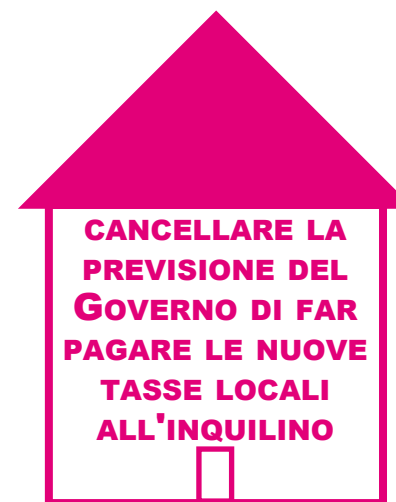 CANCELLARE LA
PREVISIONE DEL
GOVERNO DI FAR
PAGARE LE NUOVE
TASSE LOCALI
ALL'INQUILINO